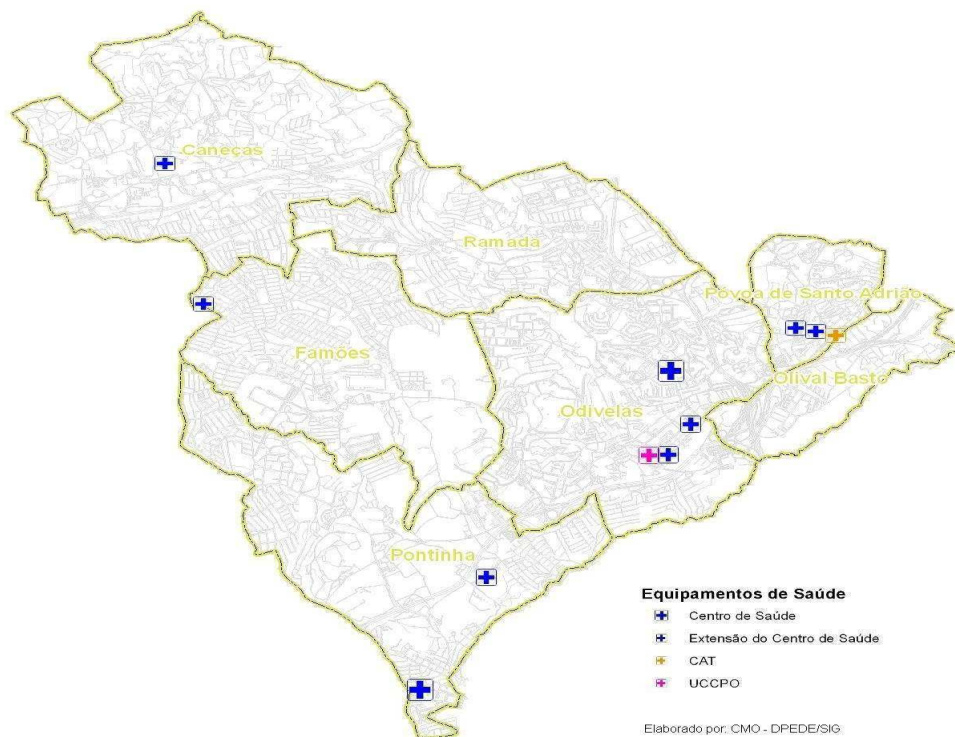 Caneças
Ramada
Póvoa de Santo Adrião
Famões
Olival Basto
Odivelas
Pontinha
Equipamentos de Saúde
Centro de Saúde
Extensão do Centro de Saúde
CAT
UCCPO
Elaborado por: CMO - DPEDE/SIG